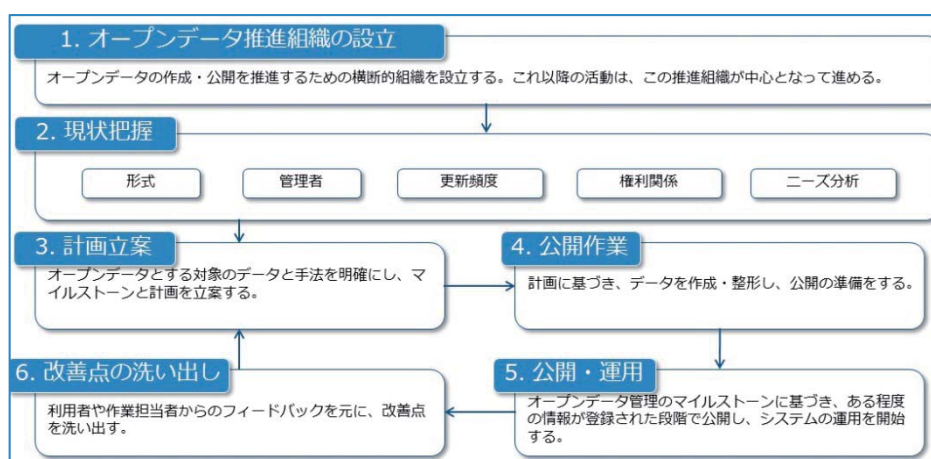 1. オープンデータ推進組織の設立
オープンデータの作成・公開を推進するための横断的組織を設立する。これ以降の活動は、この推進組織が中心となって進める。
2. 現状把握
形式
管理者
更新頻度
権利関係
ニーズ分析
3. 計画立案
オープンデータとする対象のデータと手法を明確にし、マ
イルストーンと計画を立案する。
4. 公開作業
計画に基づき、データを作成・整形し、公開の準備をする。
5. 公開・運用
オープンデータ管理のマイルストーンに基づき、ある程度
の情報が登録された段階で公開し、システムの運用を開始
する。
6. 改善点の洗い出し
利用者や作業担当者からのフィードバックを元に、改善点
を洗い出す。